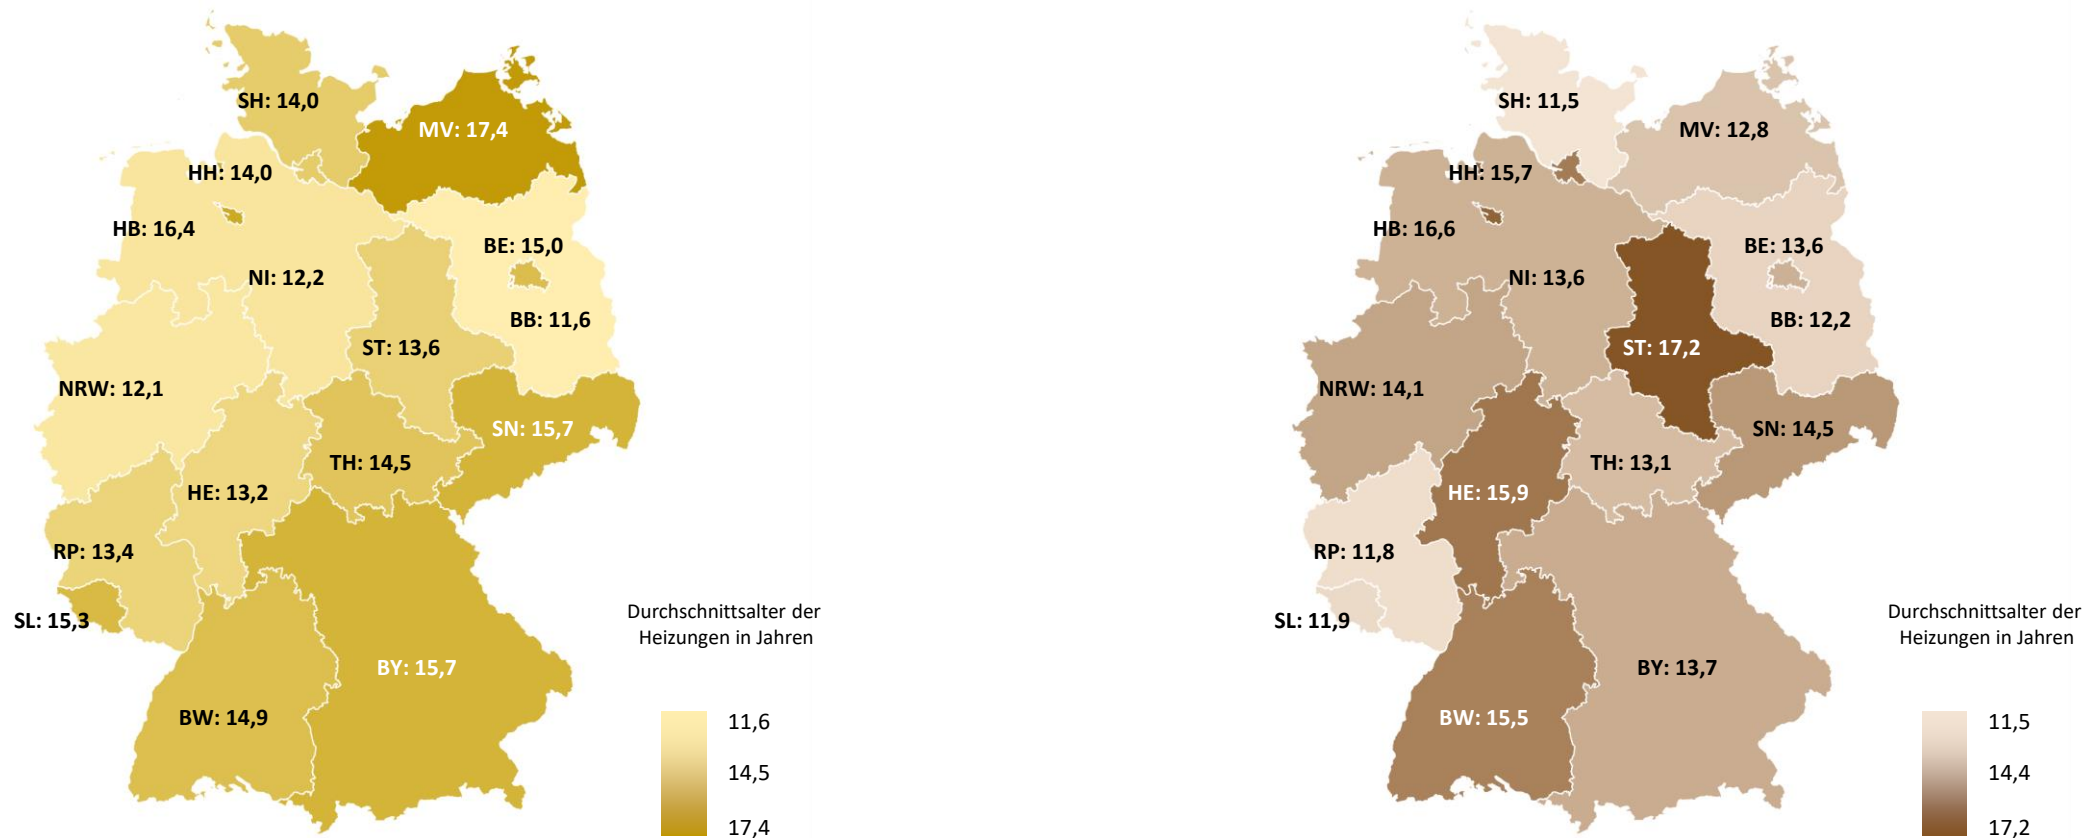 SH: 14,0
MV: 17,4
HH: 14,0
HB: 16,4
BE: 15,0
NI: 12,2
BB: 11,6
ST: 13,6
NRW: 12,1
SN: 15,7
TH: 14,5
HE: 13,2
RP: 13,4
SL: 15,3
BY: 15,7
BW: 14,9
Durchschnittsalter der
Heizungen in Jahren
11,6
14,5
17,4
SH: 11,5
MV: 12,8
HH: 15,7
HB: 16,6
BE: 13,6
NI: 13,6
BB: 12,2
ST: 17,2
NRW: 14,1
SN: 14,5
TH: 13,1
HE: 15,9
RP: 11,8
SL: 11,9
BY: 13,7
BW: 15,5
Durchschnittsalter der
Heizungen in Jahren
11,5
14,4
17,2